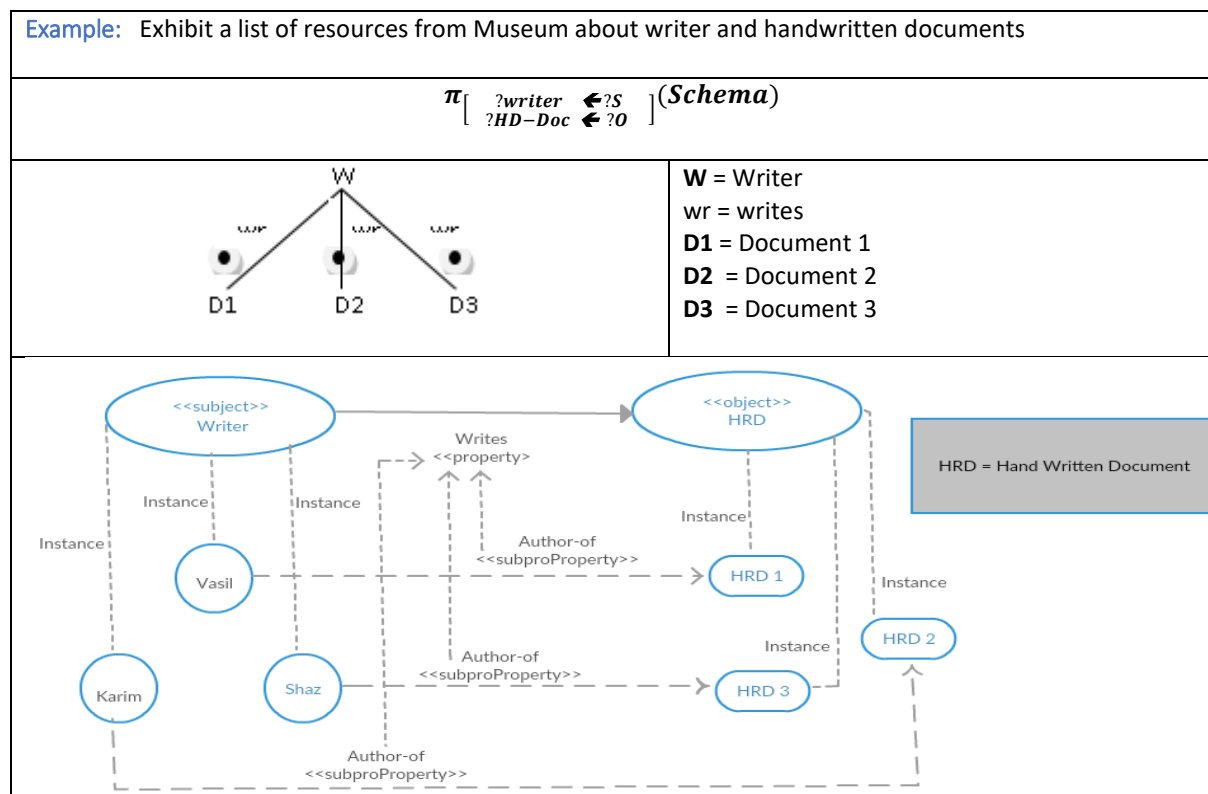 Example: Exhibit a list of resources from Museum about writer and handwritten documents
π[ ?writer 🡸?S ](Schema)
?HD−Doc 🡸 ?O
W
wr wr wr
D1 D2 D3
W = Writer
wr = writes
D1 = Document 1
D2 = Document 2
D3 = Document 3
<<subject>>
Writer
<<object>>
HRD
Writes
<<property>
HRD = Hand Written Document
Instance
Instance
Instance
Instance
Instance
Instance
Author-of
<<subproProperty>>
Vasil
HRD 1
HRD 2
Author-of
<<subproProperty>>
Karim
Shaz
HRD 3
Author-of
<<subproProperty>>